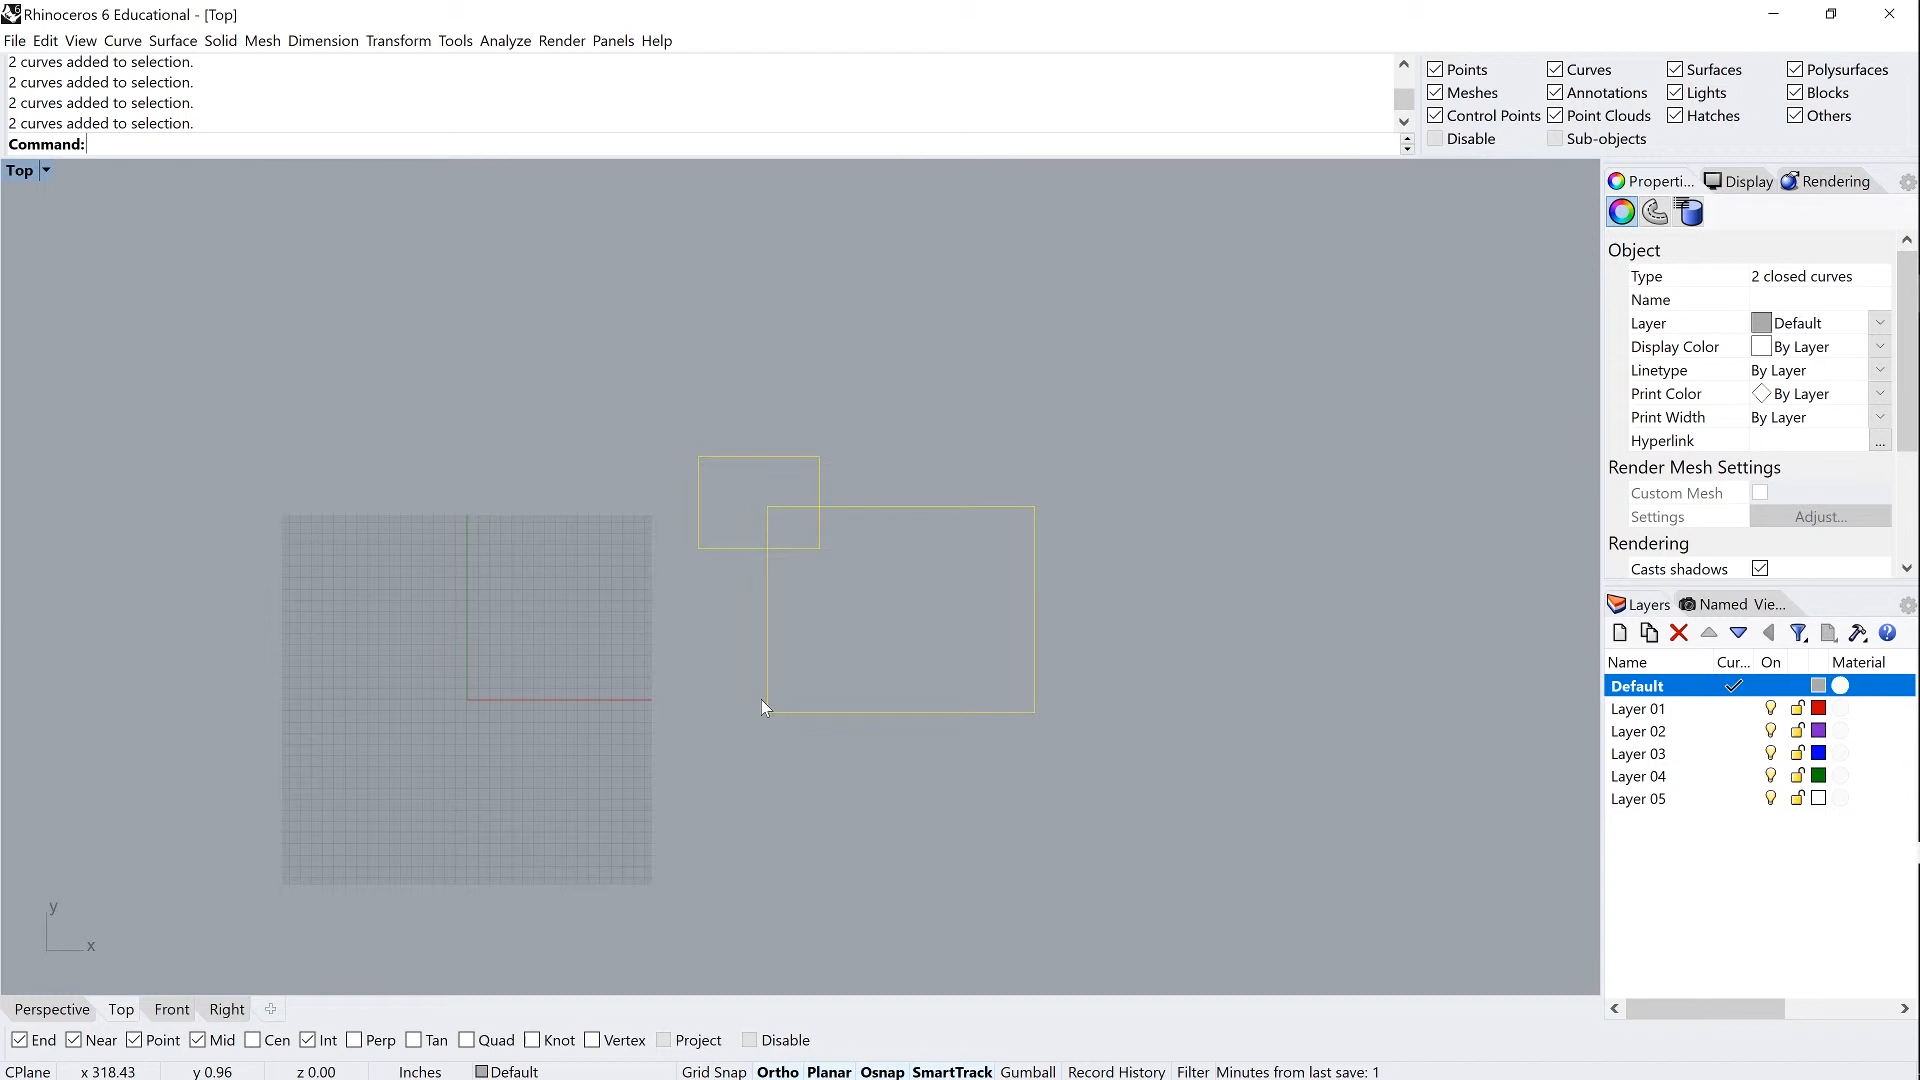 Rhinoceros 6 Educational - [Top]
File Edit View Curve Surface Solid Mesh Dimension Transform Tools Analyze Render Panels Help
2 curves added to selection.
2 curves added to selection.
2 curves added to selection.
2 curves added to selection.
Command:
Points Curves Surfaces Polysurfaces
Meshes Annotations Lights Blocks
Control Points Point Clouds Hatches Others
Disable Sub-objects
Top
Properti... Display Rendering
Object
Type 2 closed curves
Name
Layer Default
Display Color By Layer
Linetype By Layer
Print Color By Layer
Print Width By Layer
Hyperlink ...
Render Mesh Settings
Custom Mesh
Settings Adjust...
Rendering
Casts shadows
Layers Named Vie...
Name Cur... On Material
Default
Layer 01
Layer 02
Layer 03
Layer 04
Layer 05
y
x
Perspective Top Front Right
End Near Point Mid Cen Int Perp Tan Quad Knot Vertex Project Disable
CPlane x 318.43 y 0.96 z 0.00 Inches Default Grid Snap Ortho Planar Osnap SmartTrack Gumball Record History Filter Minutes from last save: 1